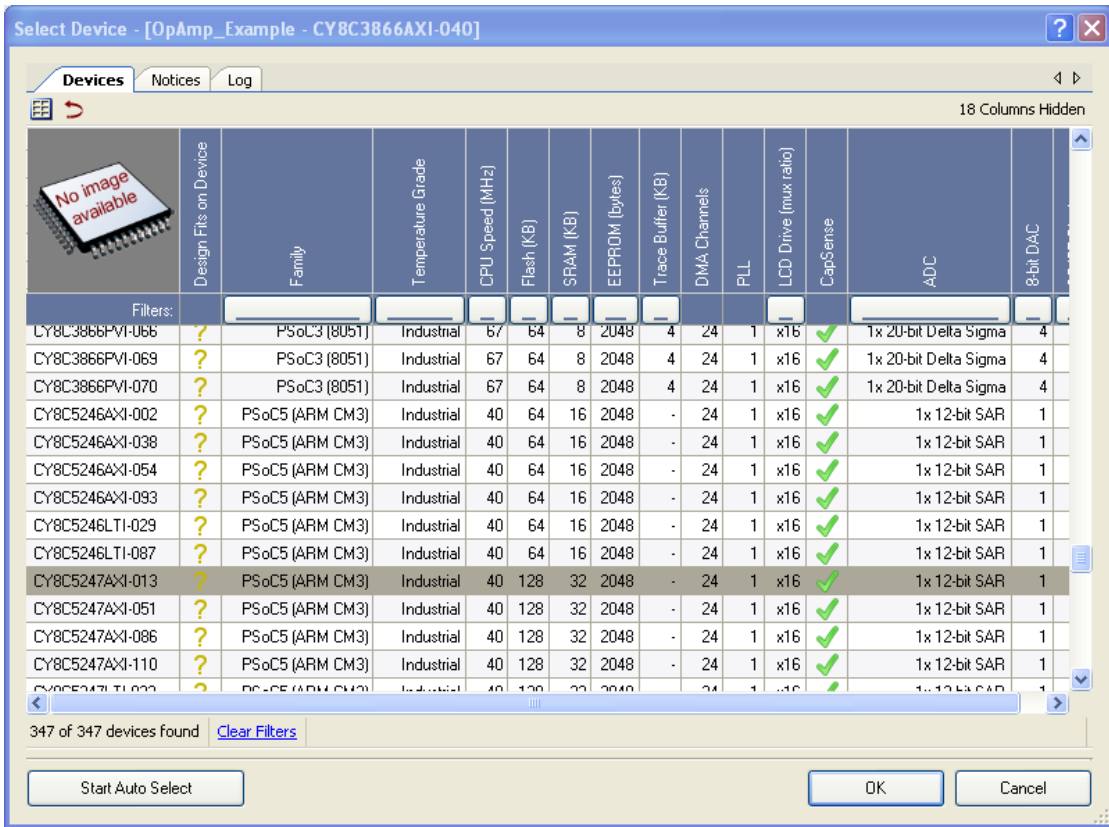 Select Device - [OpAmp_Example - CY8C3866AXI-040]
Devices Notices Log
18 Columns Hidden
No image available
Design Fits on Device
Family
Temperature Grade
CPU Speed (MHz)
Flash (KB)
SRAM (KB)
EEPROM (bytes)
Trace Buffer (KB)
DMA Channels
PLL
LCD Drive (mux ratio)
CapSense
ADC
8-bit DAC
Filters:
CY8C3866PVI-066 ? PSoC3 (8051) Industrial 67 64 8 2048 4 24 1 x16 1x 20-bit Delta Sigma 4
CY8C3866PVI-069 ? PSoC3 (8051) Industrial 67 64 8 2048 4 24 1 x16 1x 20-bit Delta Sigma 4
CY8C3866PVI-070 ? PSoC3 (8051) Industrial 67 64 8 2048 4 24 1 x16 1x 20-bit Delta Sigma 4
CY8C5246AXI-002 ? PSoC5 (ARM CM3) Industrial 40 64 16 2048 - 24 1 x16 1x 12-bit SAR 1
CY8C5246AXI-038 ? PSoC5 (ARM CM3) Industrial 40 64 16 2048 - 24 1 x16 1x 12-bit SAR 1
CY8C5246AXI-054 ? PSoC5 (ARM CM3) Industrial 40 64 16 2048 - 24 1 x16 1x 12-bit SAR 1
CY8C5246AXI-093 ? PSoC5 (ARM CM3) Industrial 40 64 16 2048 - 24 1 x16 1x 12-bit SAR 1
CY8C5246LTI-029 ? PSoC5 (ARM CM3) Industrial 40 64 16 2048 - 24 1 x16 1x 12-bit SAR 1
CY8C5246LTI-087 ? PSoC5 (ARM CM3) Industrial 40 64 16 2048 - 24 1 x16 1x 12-bit SAR 1
CY8C5247AXI-013 ? PSoC5 (ARM CM3) Industrial 40 128 32 2048 - 24 1 x16 1x 12-bit SAR 1
CY8C5247AXI-051 ? PSoC5 (ARM CM3) Industrial 40 128 32 2048 - 24 1 x16 1x 12-bit SAR 1
CY8C5247AXI-086 ? PSoC5 (ARM CM3) Industrial 40 128 32 2048 - 24 1 x16 1x 12-bit SAR 1
CY8C5247AXI-110 ? PSoC5 (ARM CM3) Industrial 40 128 32 2048 - 24 1 x16 1x 12-bit SAR 1
347 of 347 devices found Clear Filters
Start Auto Select OK Cancel